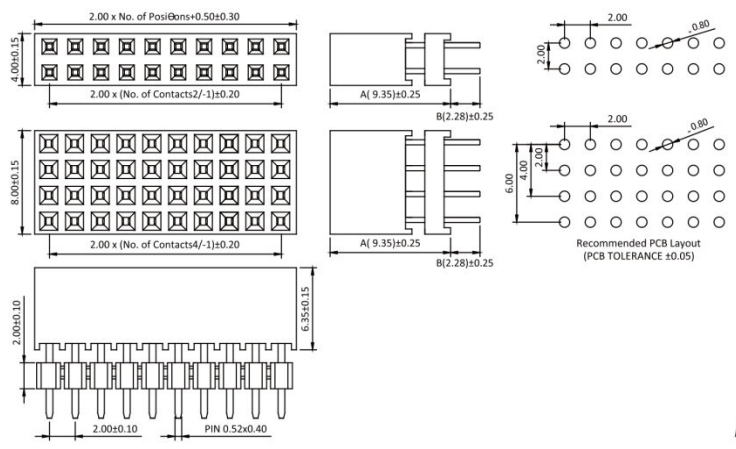 2.00 x No. of PosiӨons+0.50±0.30
4.00±0.15
2.00 x (No. of Contacts2/-1)±0.20
A( 9.35)±0.25
B(2.28)±0.25
2.00
0.80
2.00
8.00±0.15
2.00 x (No. of Contacts4/-1)±0.20
A( 9.35)±0.25
B(2.28)±0.25
2.00
0.80
2.00
4.00
6.00
Recommended PCB Layout
(PCB TOLERANCE ±0.05)
2.00±0.10
6.35±0.15
2.00±0.10
PIN 0.52x0.40